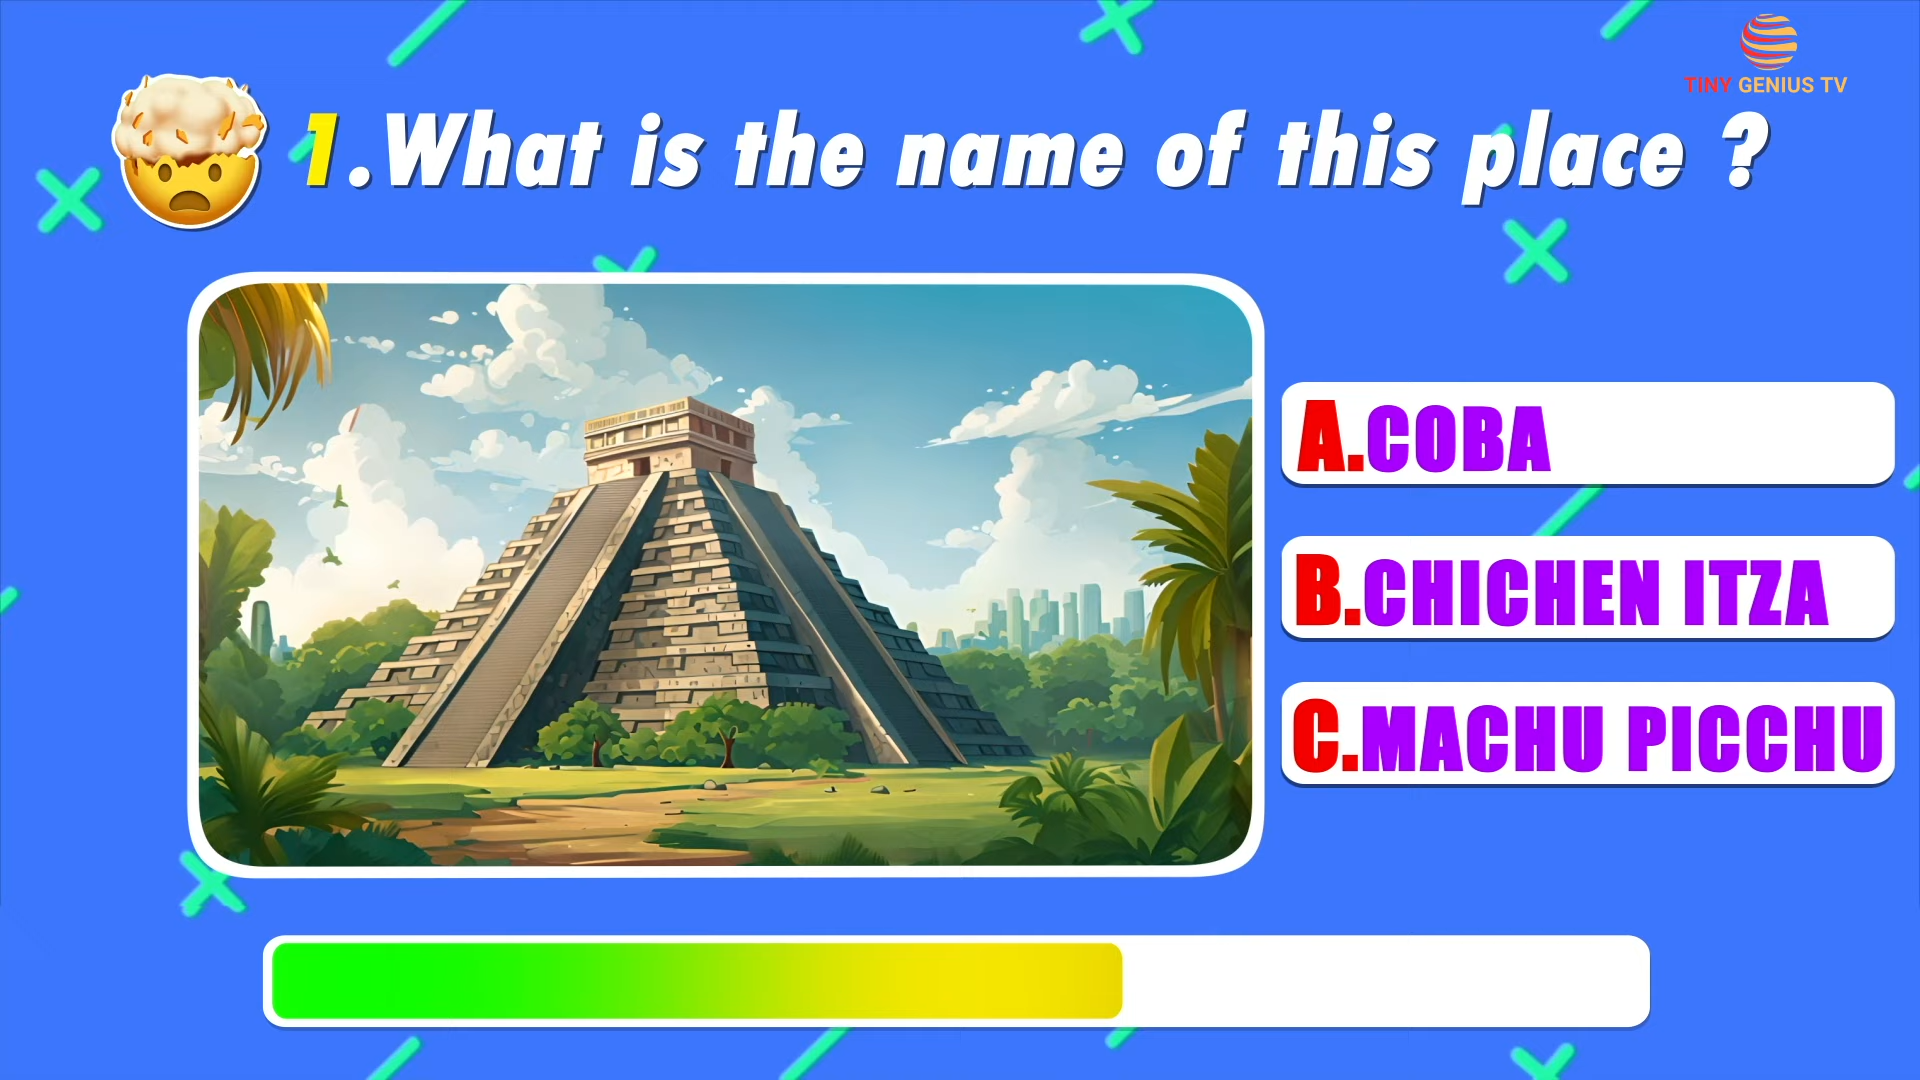 TINY GENIUS TV
1.What is the name of this place ?
A.COBA
B.CHICHEN ITZA
C.MACHU PICCHU